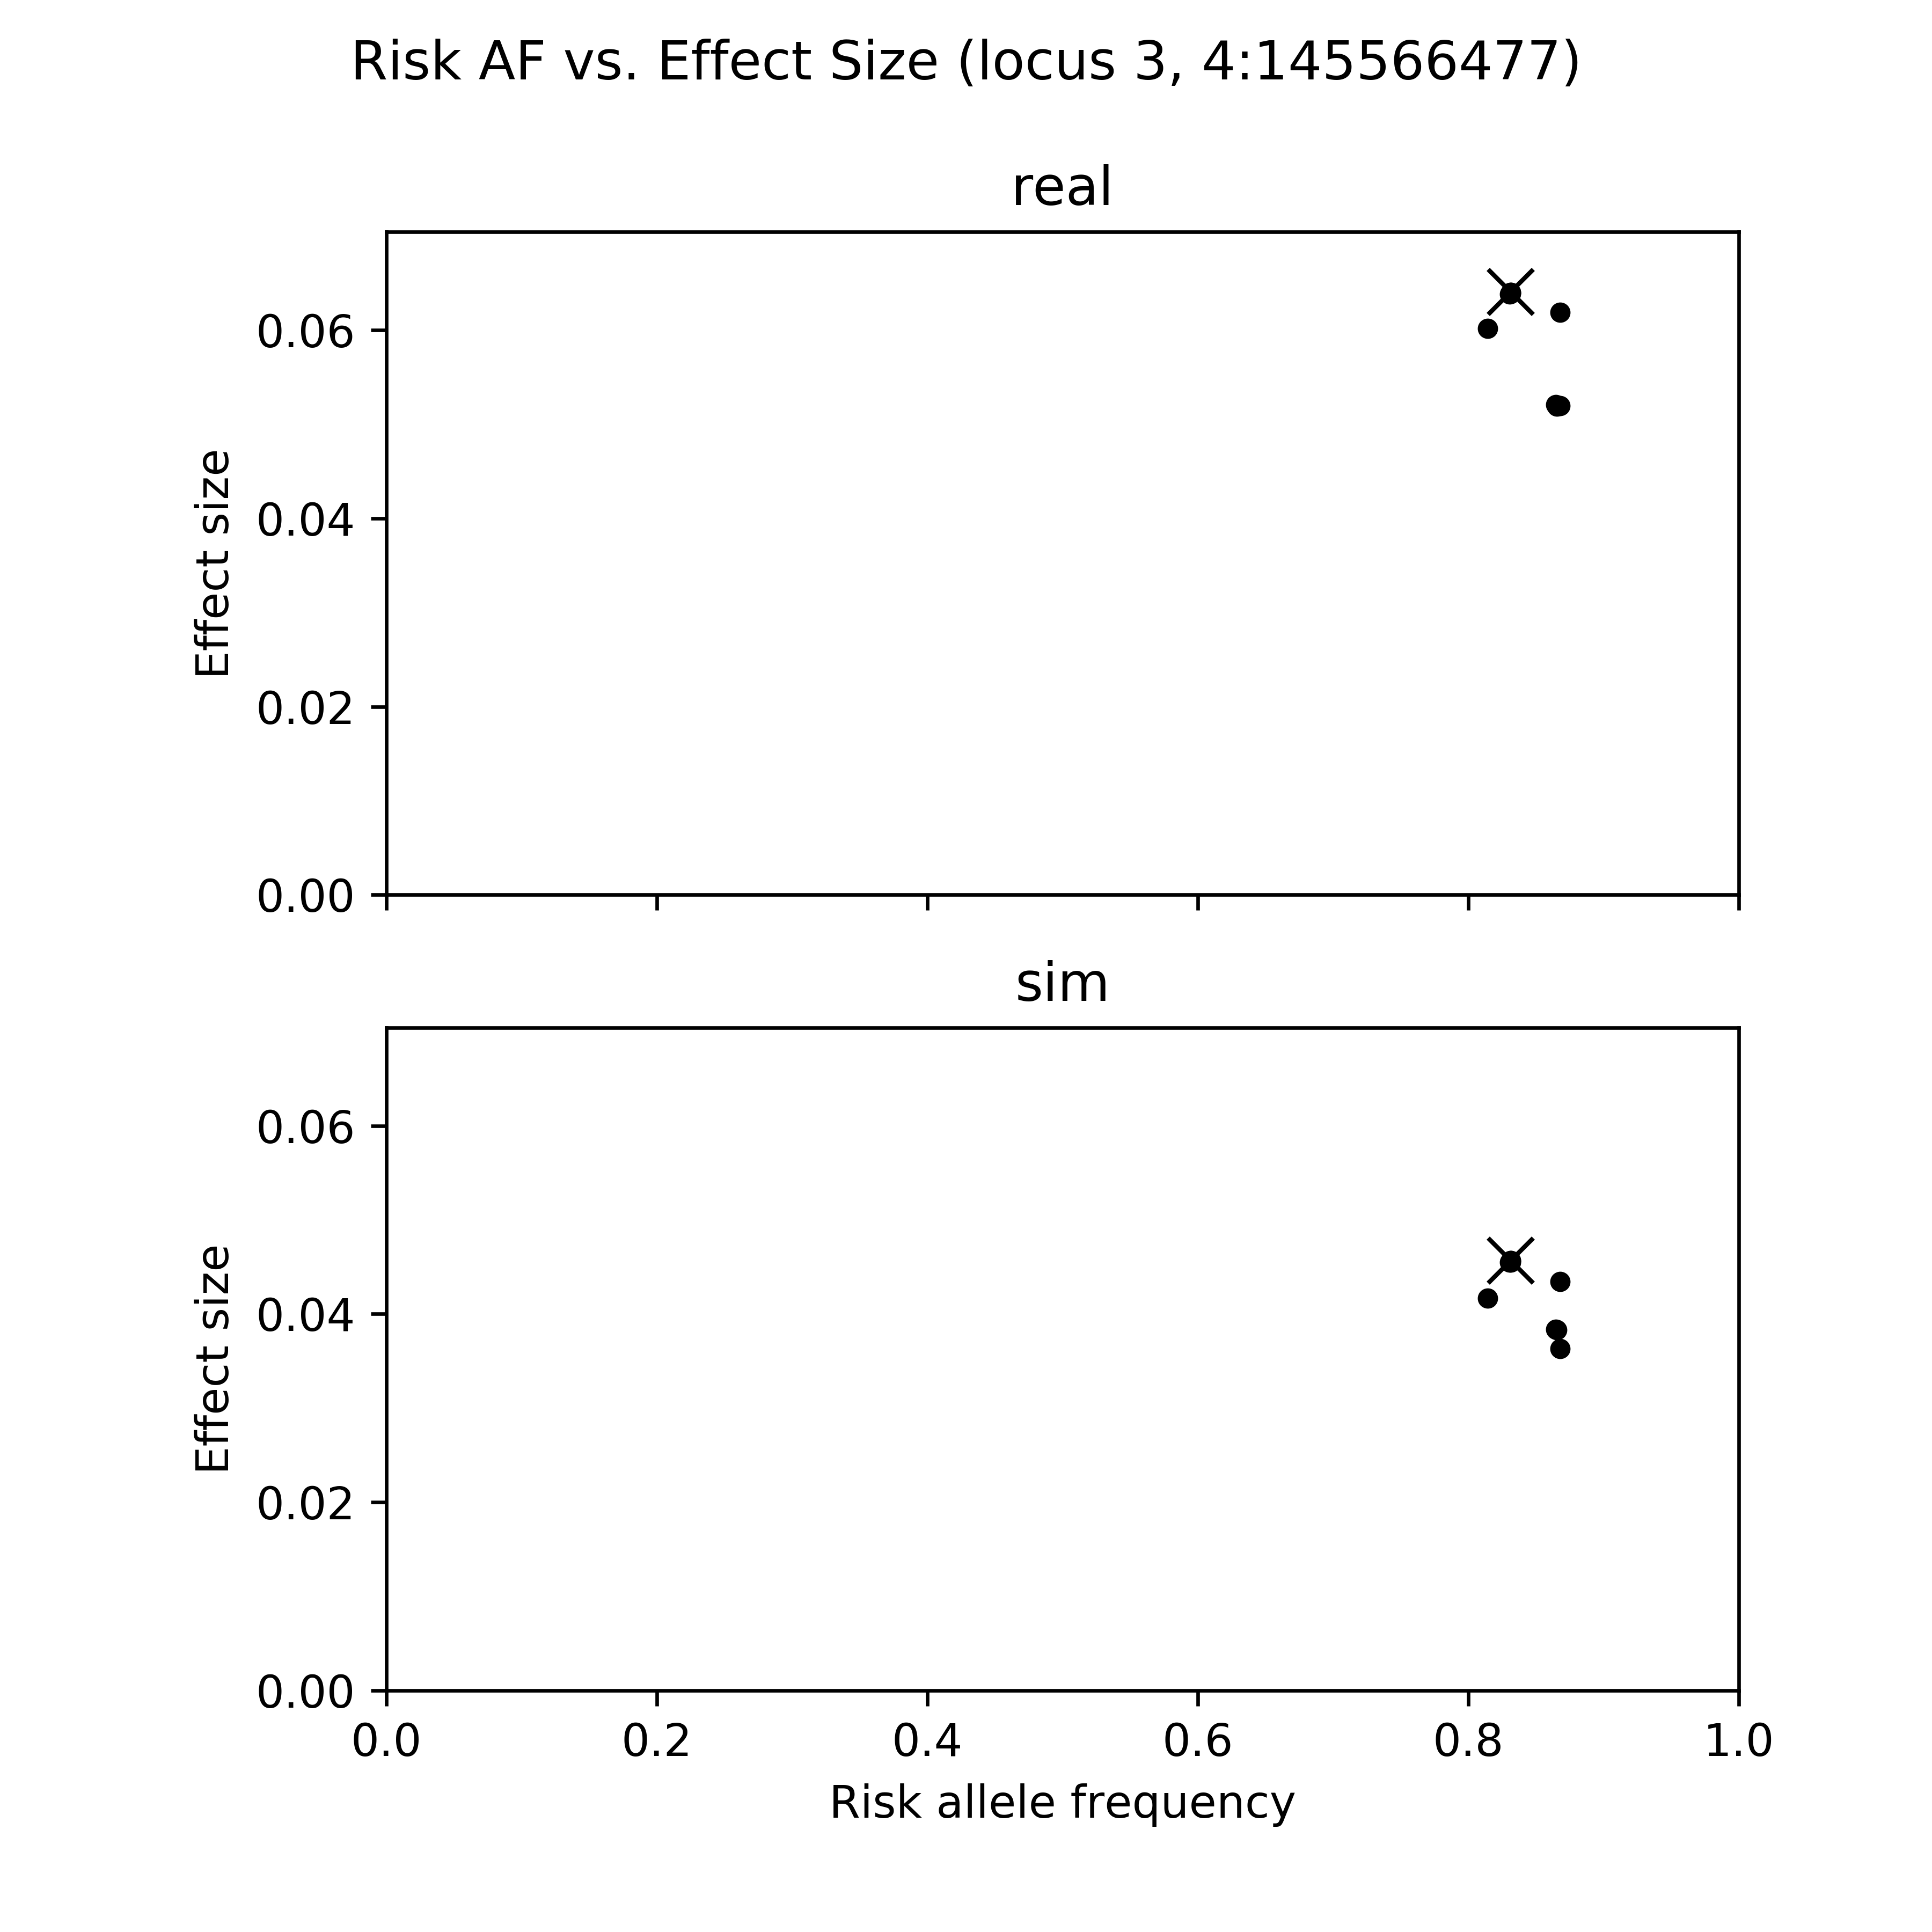 Risk AF vs. Effect Size (locus 3, 4:145566477)
real
0.06
0.04
0.02
0.00
Effect size
sim
0.06
0.04
0.02
0.00
Effect size
0.0 0.2 0.4 0.6 0.8 1.0
Risk allele frequency